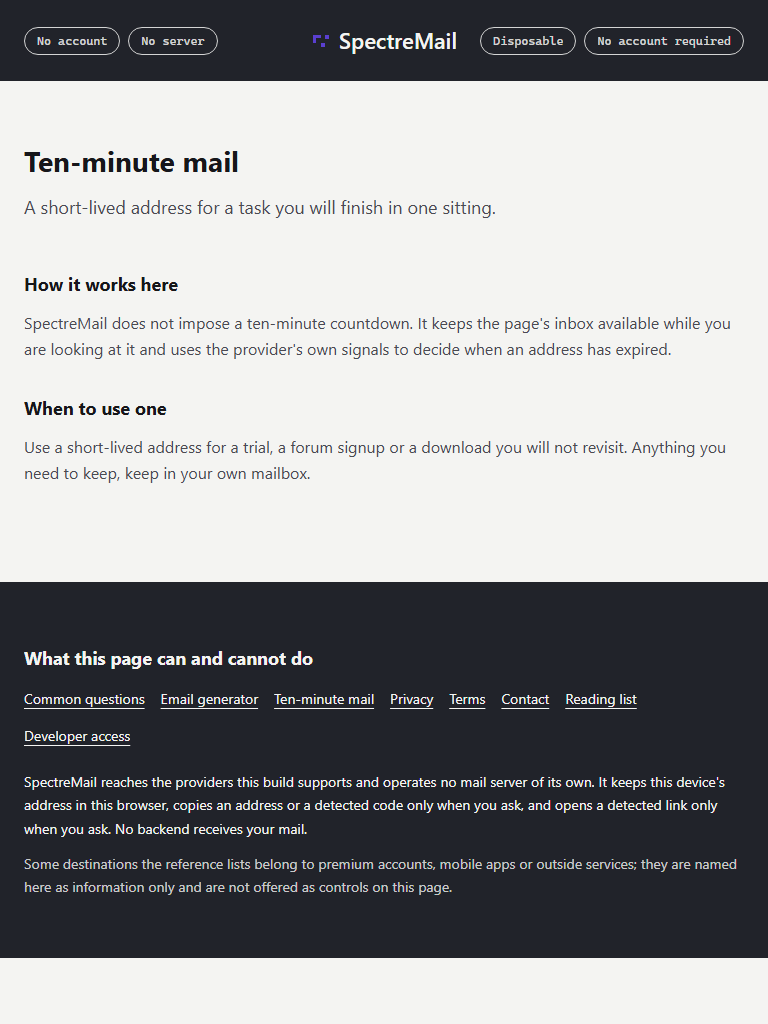 No account
No server
SpectreMail
Disposable
No account required
Ten-minute mail
A short-lived address for a task you will finish in one sitting.
How it works here
SpectreMail does not impose a ten-minute countdown. It keeps the page's inbox available while you
are looking at it and uses the provider's own signals to decide when an address has expired.
When to use one
Use a short-lived address for a trial, a forum signup or a download you will not revisit. Anything you
need to keep, keep in your own mailbox.
What this page can and cannot do
Common questions Email generator Ten-minute mail Privacy Terms Contact Reading list
Developer access
SpectreMail reaches the providers this build supports and operates no mail server of its own. It keeps this device's
address in this browser, copies an address or a detected code only when you ask, and opens a detected link only
when you ask. No backend receives your mail.
Some destinations the reference lists belong to premium accounts, mobile apps or outside services; they are named
here as information only and are not offered as controls on this page.